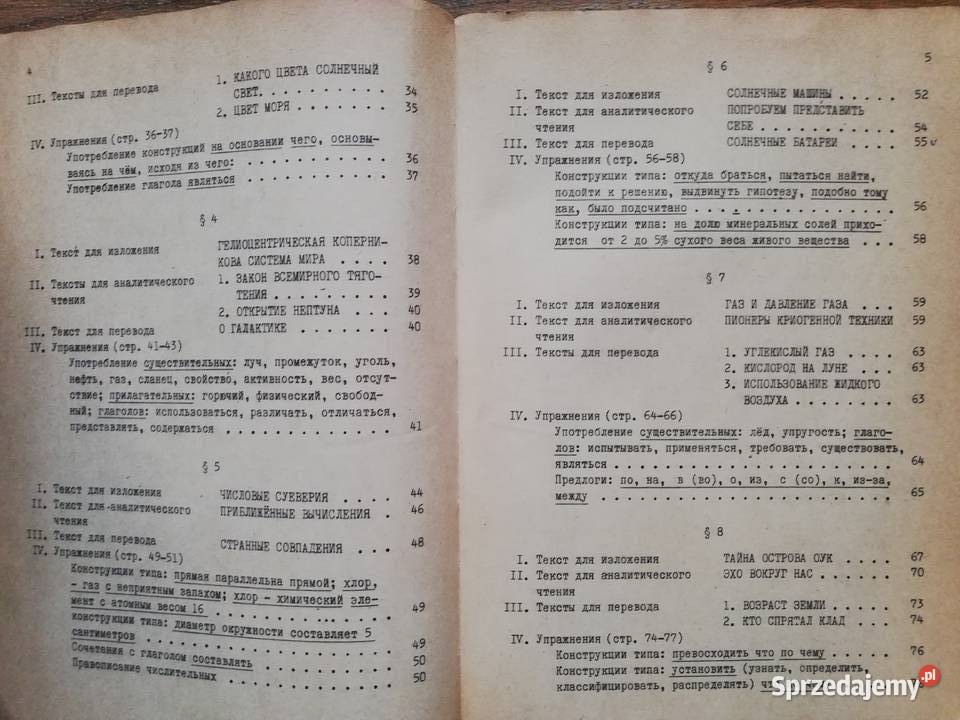 4
III. Тексты для перевода 1. КАКОГО ЦВЕТА СОЛНЕЧНЫЙ
СВЕТ. . . . . . . . . . 34
2. ЦВЕТ МОРЯ . . . . . . . 35
IV. Упражнения (стр. 36-37)
Употребление конструкций на основании чего, основы-
ваясь на чём, исходя из чего: . . . . . . . . . . 36
Употребление глагола являться . . . . . . . . . . 37
§ 4
I. Текст для изложения ГЕЛИОЦЕНТРИЧЕСКАЯ КОПЕРНИ-
КОВА СИСТЕМА МИРА . . . . 38
II. Тексты для аналитического 1. ЗАКОН ВСЕМИРНОГО ТЯГО-
чтения ТЕНИЯ . . . . . . . . . 39
2. ОТКРЫТИЕ НЕПТУНА . . . 40
III. Текст для перевода О ГАЛАКТИКЕ . . . . . . . 40
IV. Упражнения (стр. 41-43)
Употребление существительных: луч, промежуток, уголь,
нефть, газ, сланец, свойство, активность, вес, отсут-
ствие; прилагательных: горючий, физический, свобод-
ный; глаголов: использоваться, различать, отличаться,
представлять, содержаться . . . . . . . . . . . . 41
§ 5
I. Текст для изложения ЧИСЛОВЫЕ СУЕВЕРИЯ . . . . 44
II. Текст для аналитического ПРИБЛИЖЁННЫЕ ВЫЧИСЛЕНИЯ . 46
чтения
III. Текст для перевода СТРАННЫЕ СОВПАДЕНИЯ . . . 48
IV. Упражнения (стр. 49-51)
Конструкции типа: прямая параллельна прямой; хлор,
- газ с неприятным запахом; хлор - химический эле-
мент с атомным весом 16 . . . . . . . . . . . . . 49
конструкции типа: диаметр окружности составляет 5
сантиметров . . . . . . . . . . . . . . . . . . . 49
Сочетания с глаголом составлять . . . . . . . . . 50
Правописание числительных . . . . . . . . . . . . 50
5
§ 6
I. Текст для изложения СОЛНЕЧНЫЕ МАШИНЫ . . . . . 52
II. Текст для аналитического ПОПРОБУЕМ ПРЕДСТАВИТЬ
чтения СЕБЕ . . . . . . . . . . . 54
III. Текст для перевода СОЛНЕЧНЫЕ БАТАРЕИ . . . . 55
IV. Упражнения (стр. 56-58)
Конструкции типа: откуда браться, пытаться найти,
подойти к решению, выдвинуть гипотезу, подобно тому
как, было подсчитано . . . . . . . . . . . . . . 56
Конструкции типа: на долю минеральных солей прихо-
дится от 2 до 5% сухого веса живого вещества . . . 58
§ 7
I. Текст для изложения ГАЗ И ДАВЛЕНИЕ ГАЗА . . . 59
II. Текст для аналитического ПИОНЕРЫ КРИОГЕННОЙ ТЕХНИКИ 59
чтения
III. Тексты для перевода 1. УГЛЕКИСЛЫЙ ГАЗ . . . . 63
2. КИСЛОРОД НА ЛУНЕ . . . 63
3. ИСПОЛЬЗОВАНИЕ ЖИДКОГО
ВОЗДУХА . . . . . . . . 63
IV. Упражнения (стр. 64-66)
Употребление существительных: лёд, упругость; глаго-
лов: испытывать, применяться, требовать, существовать,
являться . . . . . . . . . . . . . . . . . . . . 64
Предлоги: по, на, в (во), о, из, с (со), к, из-за,
между . . . . . . . . . . . . . . . . . . . . . . 65
§ 8
I. Текст для изложения ТАЙНА ОСТРОВА ОУК . . . . 67
II. Текст для аналитического ЭХО ВОКРУГ НАС . . . . . . 70
чтения
III. Тексты для перевода 1. ВОЗРАСТ ЗЕМЛИ . . . . . 73
2. КТО СПРЯТАЛ КЛАД . . . 74
IV. Упражнения (стр. 74-77)
Конструкции типа: превосходить что по чему . . . . 76
Конструкции типа: установить (узнать, определить,
классифицировать, распределять)
Sprzedajemy.pl